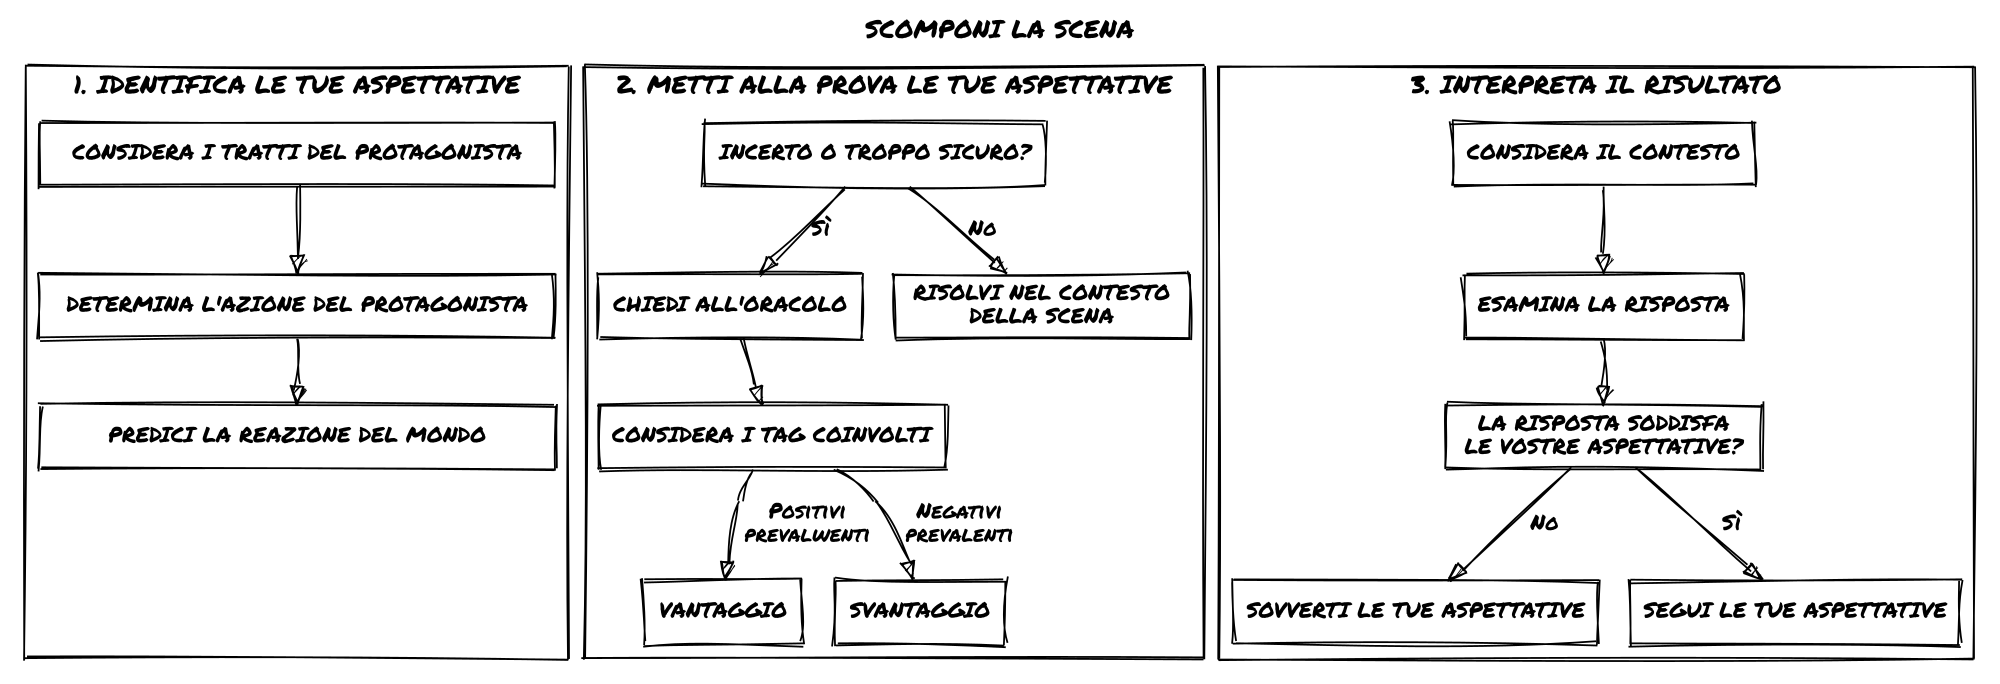 SCOMPONI LA SCENA
1. IDENTIFICA LE TUE ASPETTATIVE
CONSIDERA I TRATTI DEL PROTAGONISTA
DETERMINA L'AZIONE DEL PROTAGONISTA
PREDICI LA REAZIONE DEL MONDO
2. METTI ALLA PROVA LE TUE ASPETTATIVE
INCERTO O TROPPO SICURO?
SÌ
NO
CHIEDI ALL'ORACOLO
RISOLVI NEL CONTESTO
DELLA SCENA
CONSIDERA I TAG COINVOLTI
POSITIVI
PREVALWENTI
NEGATIVI
PREVALENTI
VANTAGGIO
SVANTAGGIO
3. INTERPRETA IL RISULTATO
CONSIDERA IL CONTESTO
ESAMINA LA RISPOSTA
LA RISPOSTA SODDISFA
LE VOSTRE ASPETTATIVE?
NO
SÌ
SOVVERTI LE TUE ASPETTATIVE
SEGUI LE TUE ASPETTATIVE